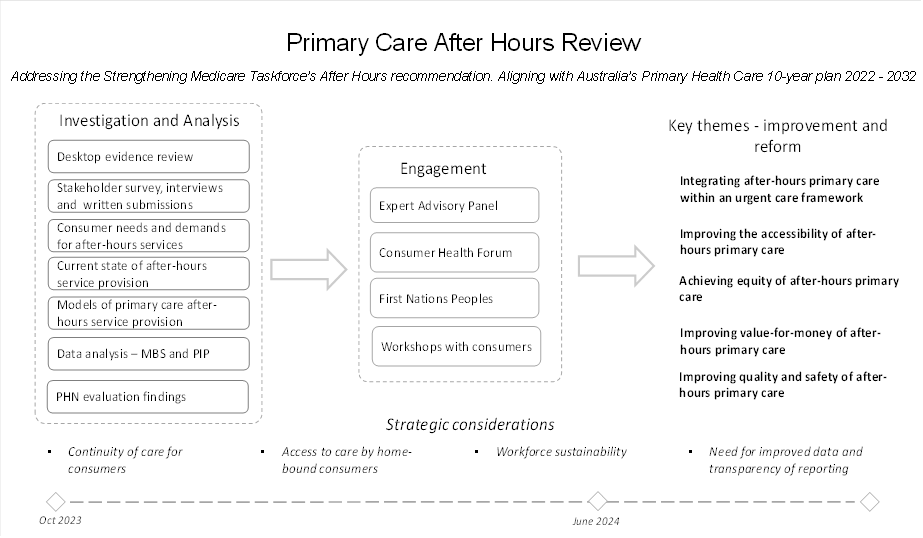 Primary Care After Hours Review
Addressing the Strengthening Medicare Taskforce's After Hours recommendation. Aligning with Australia's Primary Health Care 10-year plan 2022 - 2032
Investigation and Analysis
Desktop evidence review
Stakeholder survey, interviews
and written submissions
Consumer needs and demands
for after-hours services
Current state of after-hours
service provision
Models of primary care after-
hours service provision
Data analysis – MBS and PIP
PHN evaluation findings
Engagement
Expert Advisory Panel
Consumer Health Forum
First Nations Peoples
Workshops with consumers
Key themes - improvement and
reform
Integrating after-hours primary care
within an urgent care framework
Improving the accessibility of after-
hours primary care
Achieving equity of after-hours primary
care
Improving value-for-money of after-
hours primary care
Improving quality and safety of after-
hours primary care
Strategic considerations
▪ Continuity of care for
consumers
▪ Access to care by home-
bound consumers
▪ Workforce sustainability
▪ Need for improved data and
transparency of reporting
Oct 2023
June 2024